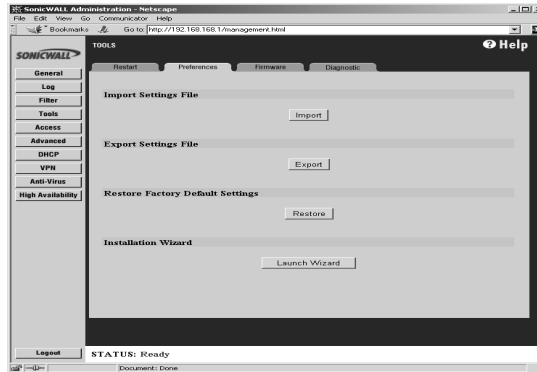 SonicWALL Administration - Netscape
File Edit View Go Communicator Help
Bookmarks Go to: http://192.168.168.1/management.html
SONICWALL
TOOLS
Help
Restart Preferences Firmware Diagnostic
General
Log
Filter
Tools
Access
Advanced
DHCP
VPN
Anti-Virus
High Availability
Import Settings File
Import
Export Settings File
Export
Restore Factory Default Settings
Restore
Installation Wizard
Launch Wizard
Logout
STATUS: Ready
Document: Done